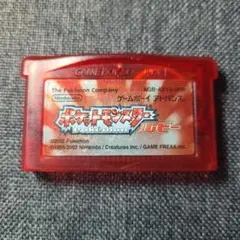 GAME BOY ADVANCE
The Pokémon Company
Nintendo
ゲームボーイ アドバンス
ポケットモンスター
ルビー
©2002 Pokémon
©1995-2002 Nintendo / Creatures inc. / GAME FREAK inc.